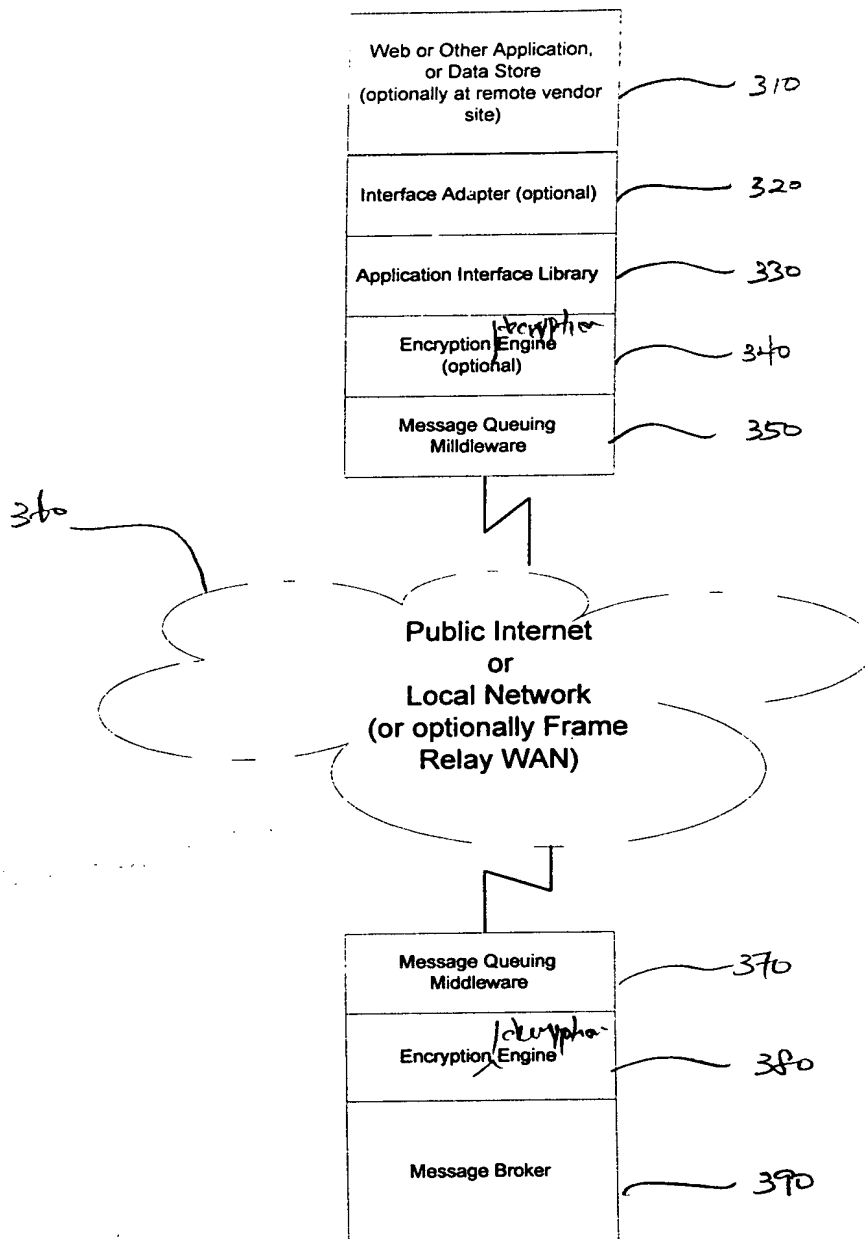 Web or Other Application,
or Data Store
(optionally at remote vendor
site)
310
Interface Adapter (optional)
320
Application Interface Library
330
/decryption
Encryption Engine
(optional)
340
Message Queuing
Milldleware
350
360
Public Internet
or
Local Network
(or optionally Frame
Relay WAN)
Message Queuing
Middleware
370
/decryption
Encryption Engine
380
Message Broker
390